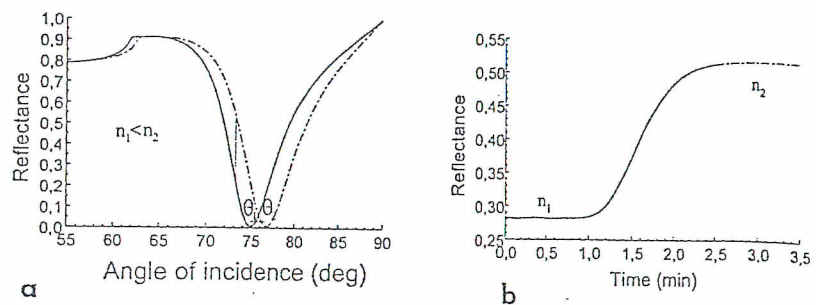 1,0
0,9
0,8
0,7
0,6
0,5
0,4
0,3
0,2
0,1
0,0
Reflectance
n1<n2
θ θ
55 60 65 70 75 80 85 90
Angle of incidence (deg)
a
0,55
0,50
0,45
0,40
0,35
0,30
0,25
Reflectance
n1
n2
0,0 0,5 1,0 1,5 2,0 2,5 3,0 3,5
Time (min)
b